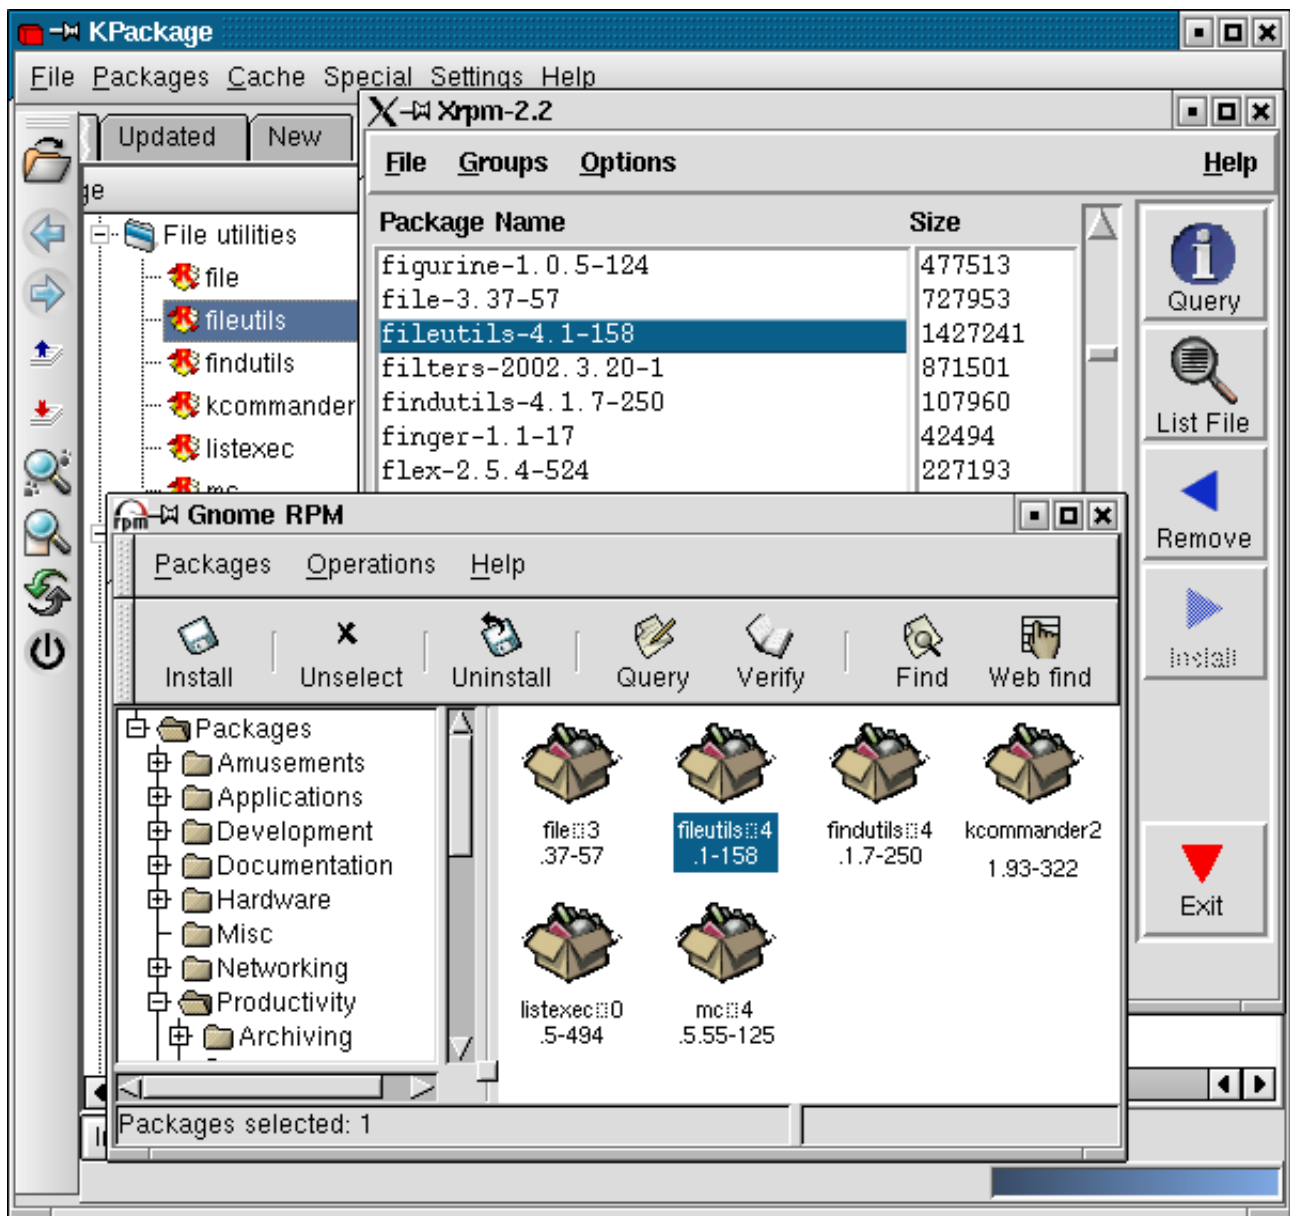 KPackage
File Packages Cache Special Settings Help
Updated New
File utilities
file
fileutils
findutils
kcommander
listexec
mc
Xrpm-2.2
File Groups Options Help
Package Name Size
figurine-1.0.5-124 477513
file-3.37-57 727953
fileutils-4.1-158 1427241
filters-2002.3.20-1 871501
findutils-4.1.7-250 107960
finger-1.1-17 42494
flex-2.5.4-524 227193
Query
List File
Remove
Install
Exit
rpm Gnome RPM
Packages Operations Help
Install Unselect Uninstall Query Verify Find Web find
Packages
Amusements
Applications
Development
Documentation
Hardware
Misc
Networking
Productivity
Archiving
file 3
.37-57
fileutils 4
.1-158
findutils 4
.1.7-250
kcommander2
1.93-322
listexec 0
.5-494
mc 4
.5.55-125
Packages selected: 1